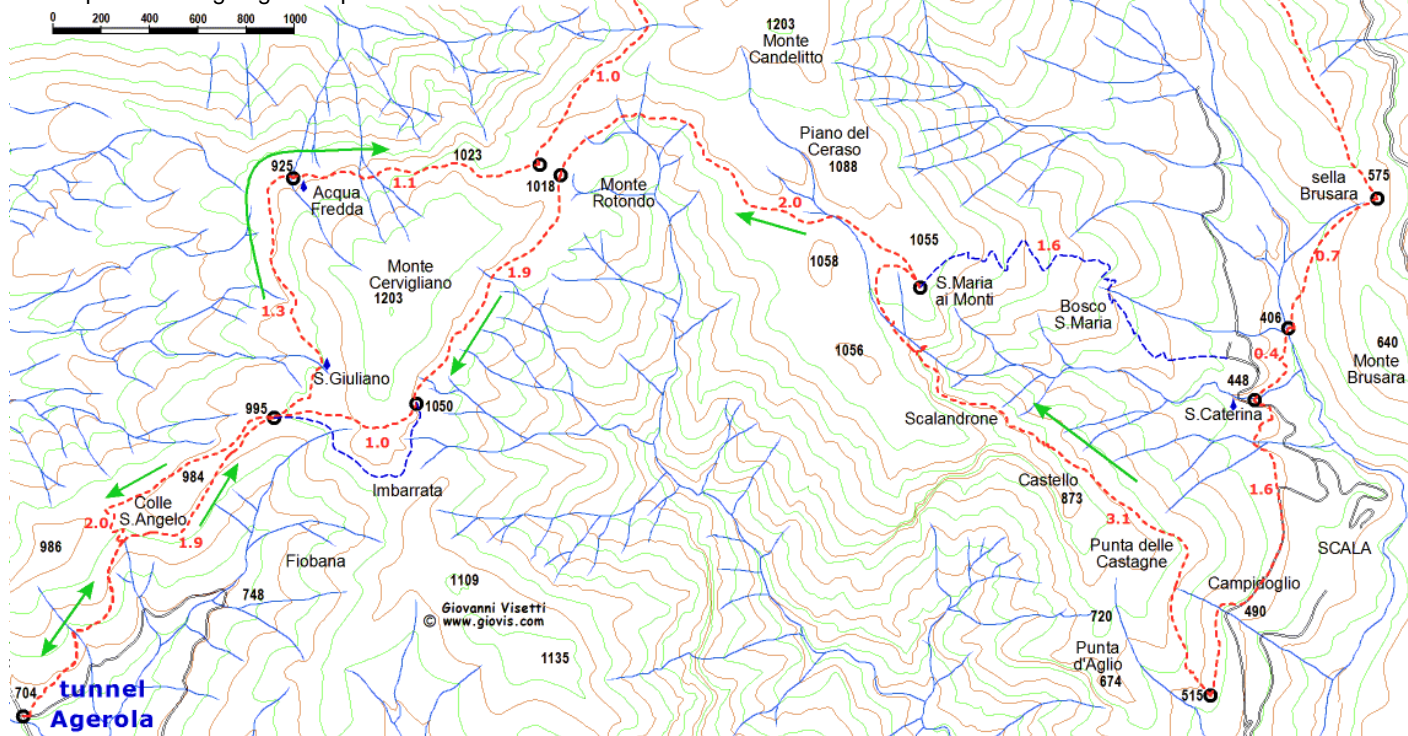 0 200 400 600 800 1000
1203
Monte
Candelitto
1.0
Piano del
Ceraso
1088
925
1023
Acqua
Fredda
1.1
1018
Monte
Rotondo
sella
Brusara
575
2.0
1055
1.6
1058
S.Maria
ai Monti
0.7
Monte
Cervigliano
1203
1.9
Bosco
S.Maria
406
1.3
1056
640
Monte
Brusara
0.4
S.Giuliano
448
995
1050
S.Caterina
Scalandrone
1.0
984
Imbarrata
Colle
S.Angelo
Castello
873
1.6
2.0
1.9
3.1
986
Fiobana
Punta delle
Castagne
SCALA
1109
Campidoglio
748
Giovanni Visetti
© www.giovis.com
490
720
1135
Punta
d'Aglio
674
704
tunnel
Agerola
515